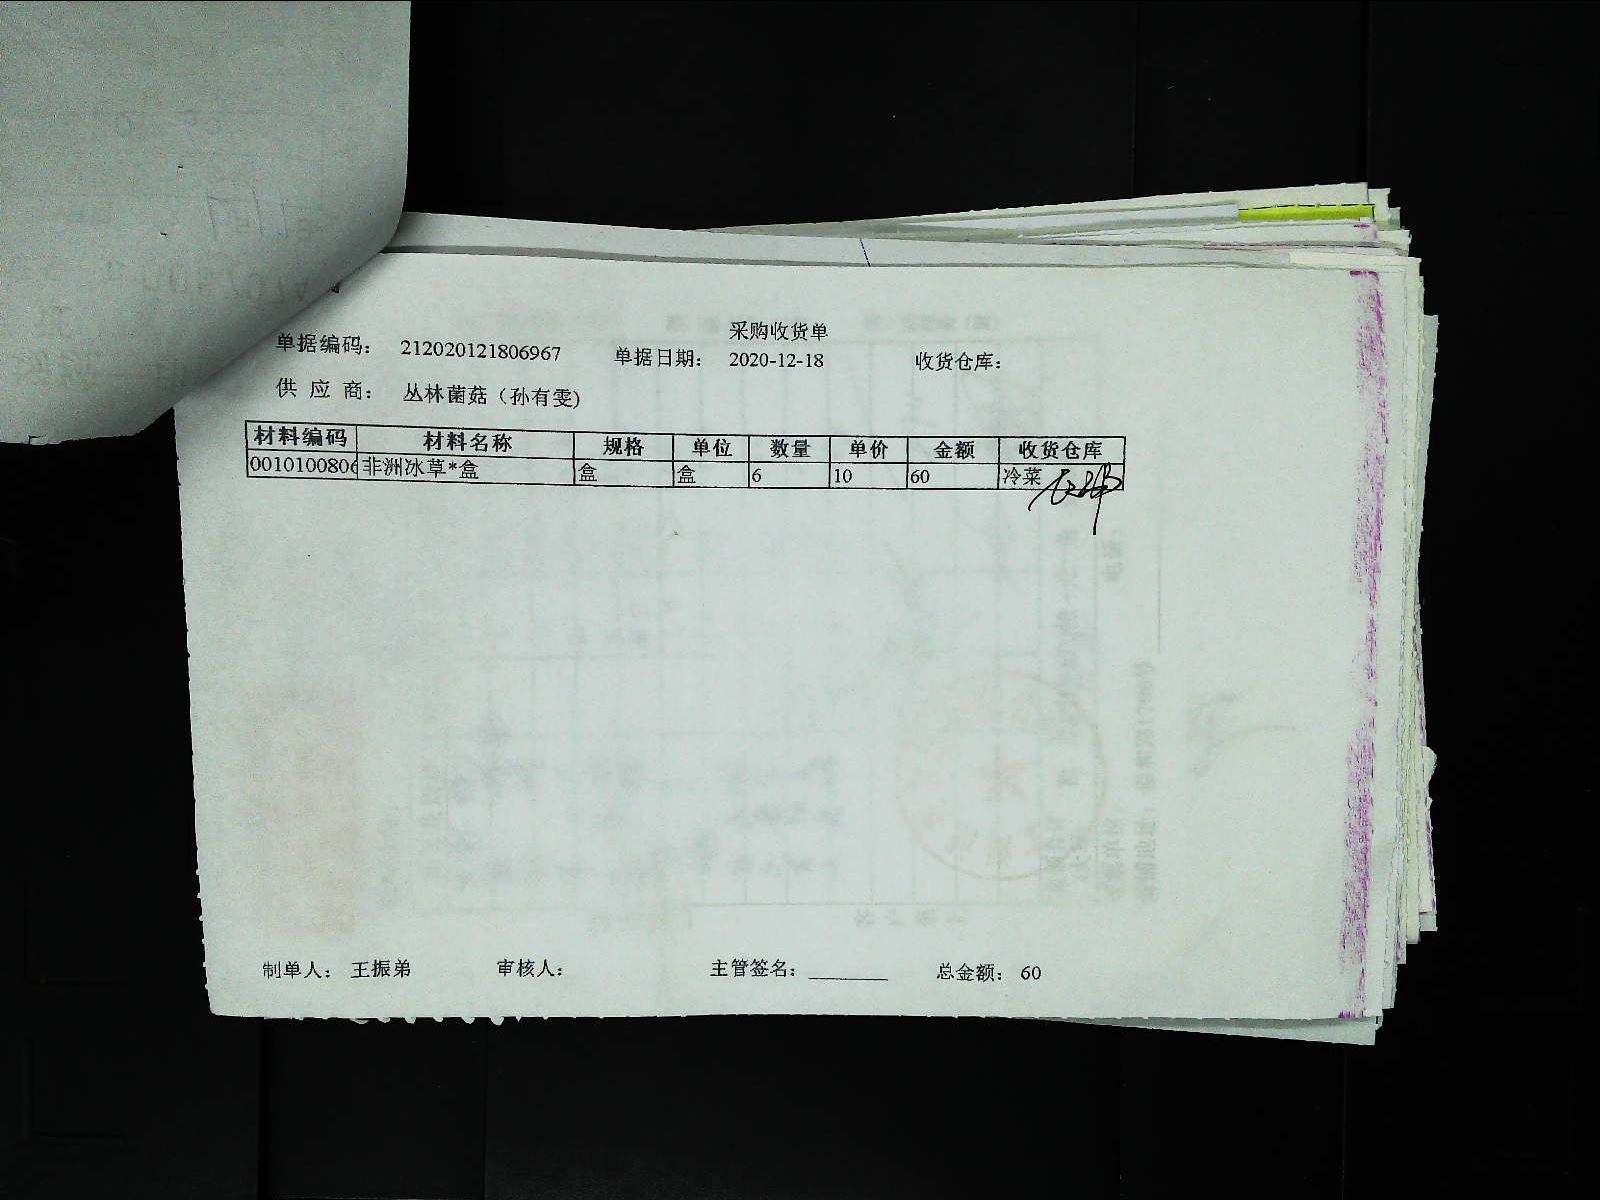 采购收货单
单据编码： 212020121806967 单据日期： 2020-12-18 收货仓库：
供 应 商： 丛林菌菇（孙有雯）
材料编码 材料名称 规格 单位 数量 单价 金额 收货仓库
0010100806 非洲冰草*盒 盒 盒 6 10 60 冷菜
制单人： 王振弟 审核人： 主管签名： ________ 总金额： 60